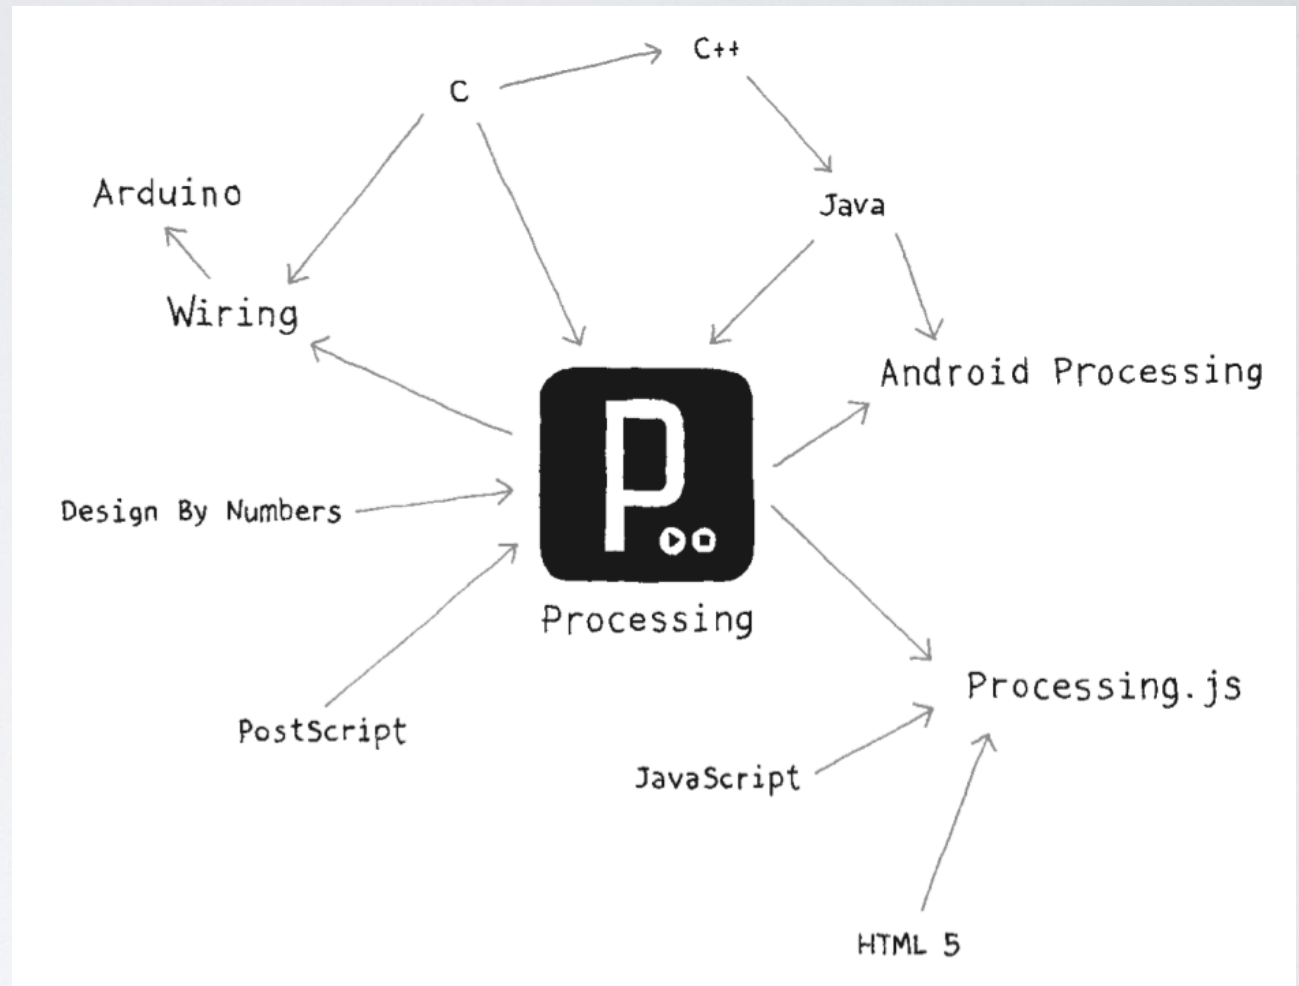 C++
C
Arduino
Java
Wiring
Android Processing
P
Design By Numbers
Processing
Processing.js
PostScript
JavaScript
HTML 5